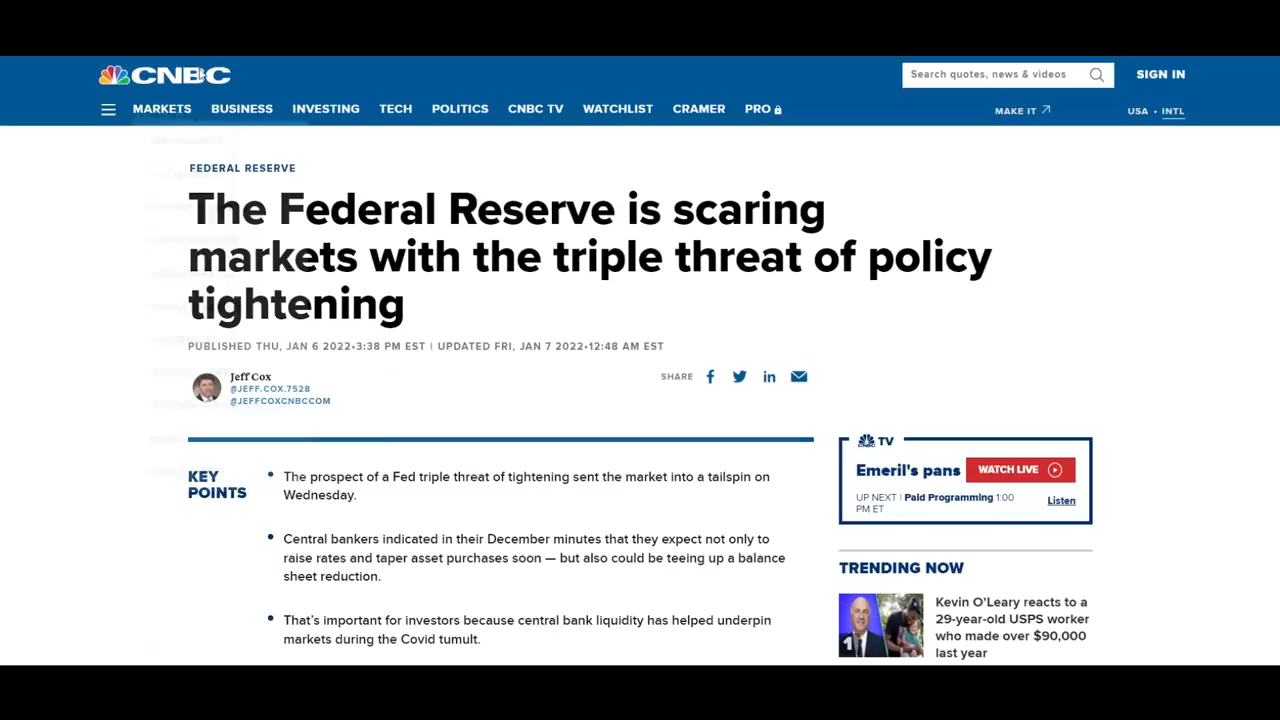 CNBC
Search quotes, news & videos
SIGN IN
MARKETS BUSINESS INVESTING TECH POLITICS CNBC TV WATCHLIST CRAMER PRO
MAKE IT
USA • INTL
FEDERAL RESERVE
The Federal Reserve is scaring
markets with the triple threat of policy
tightening
PUBLISHED THU, JAN 6 2022•3:38 PM EST | UPDATED FRI, JAN 7 2022•12:48 AM EST
Jeff Cox
@JEFF.COX.7528
@JEFFCOXCNBCCOM
SHARE
KEY
POINTS
• The prospect of a Fed triple threat of tightening sent the market into a tailspin on
Wednesday.
• Central bankers indicated in their December minutes that they expect not only to
raise rates and taper asset purchases soon — but also could be teeing up a balance
sheet reduction.
• That's important for investors because central bank liquidity has helped underpin
markets during the Covid tumult.
CNBC TV
Emeril's pans
WATCH LIVE
UP NEXT | Paid Programming 1:00
PM ET
Listen
TRENDING NOW
1
Kevin O'Leary reacts to a
29-year-old USPS worker
who made over $90,000
last year